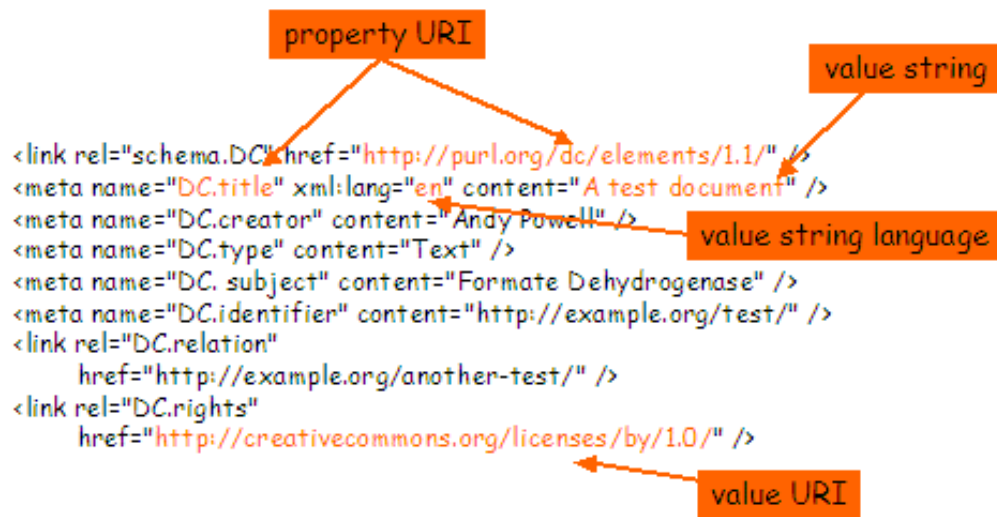 property URI
value string
<link rel="schema.DC" href="http://purl.org/dc/elements/1.1/" />
<meta name="DC.title" xml:lang="en" content="A test document" />
<meta name="DC.creator" content="Andy Powell" />
value string language
<meta name="DC.type" content="Text" />
<meta name="DC. subject" content="Formate Dehydrogenase" />
<meta name="DC.identifier" content="http://example.org/test/" />
<link rel="DC.relation"
href="http://example.org/another-test/" />
<link rel="DC.rights"
href="http://creativecommons.org/licenses/by/1.0/" />
value URI